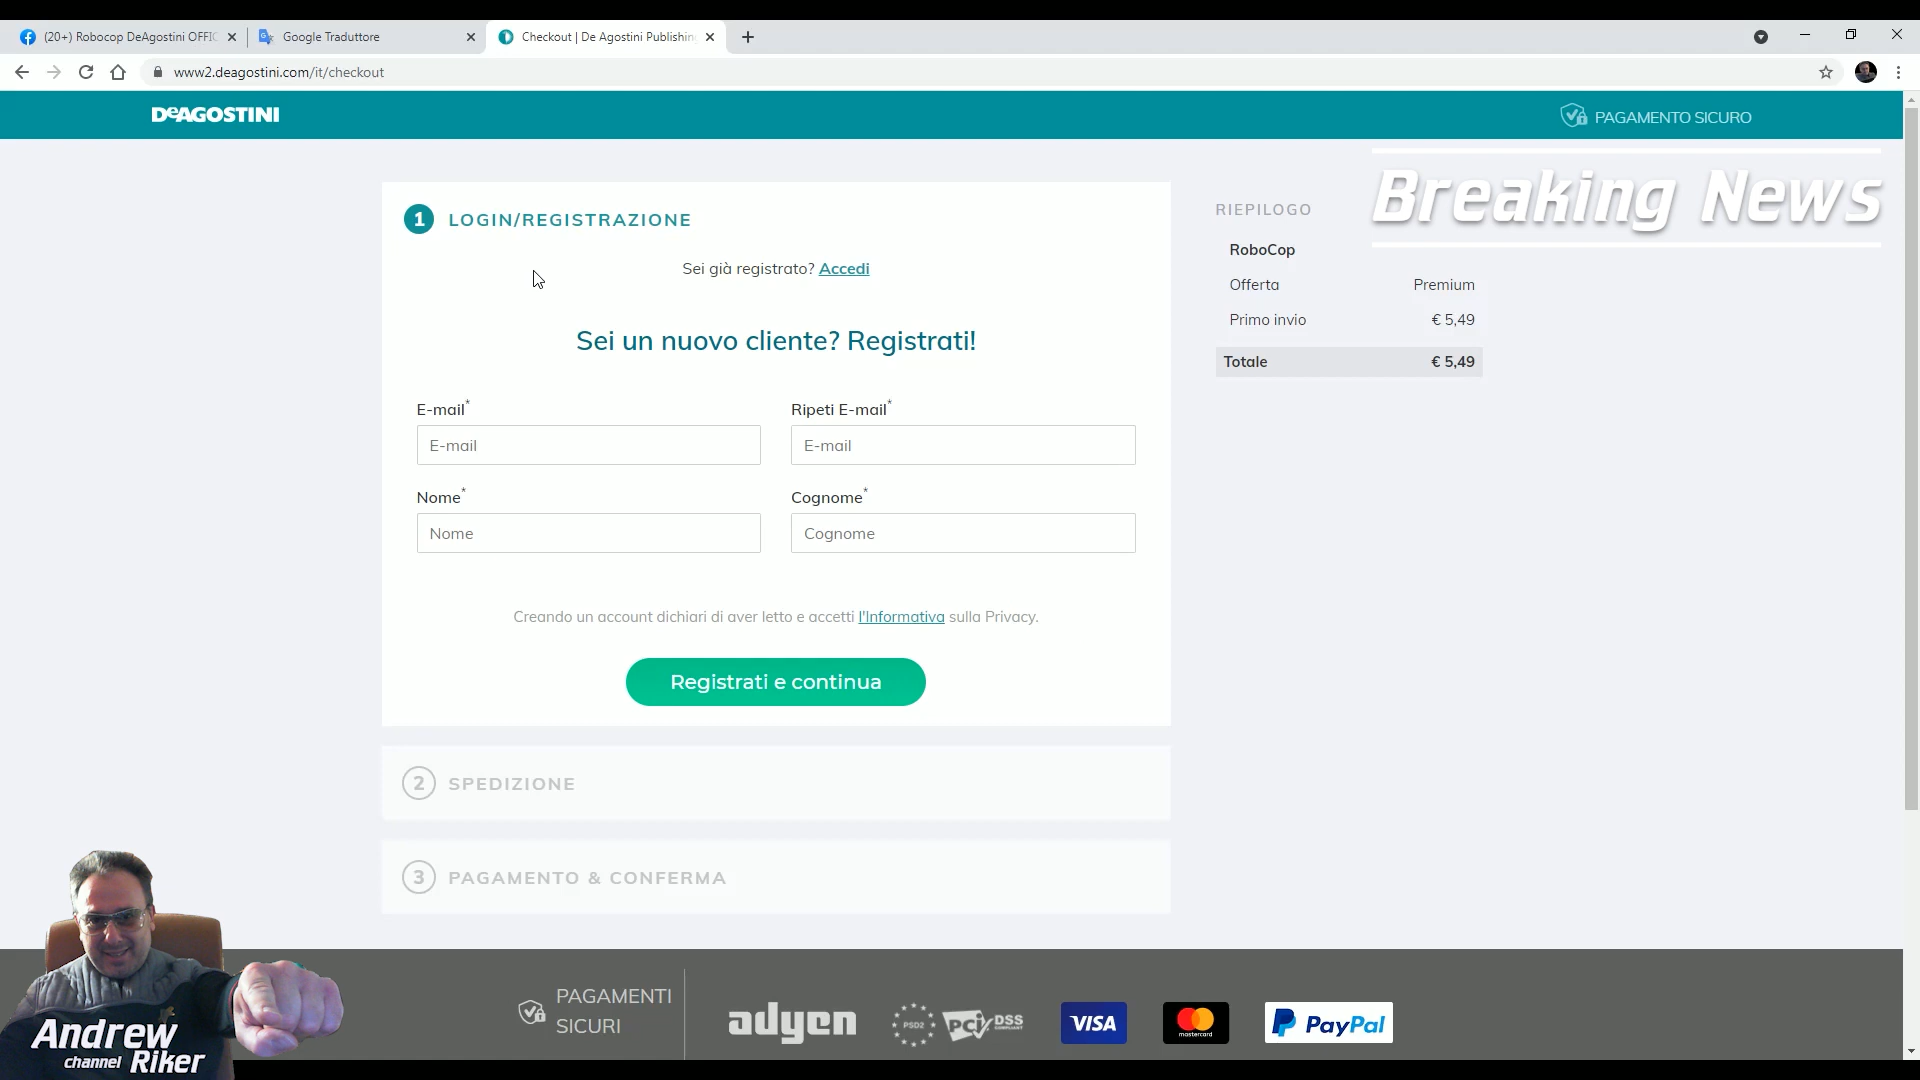 (20+) Robocop DeAgostini OFFIC
Google Traduttore
Checkout | De Agostini Publishin
www2.deagostini.com/it/checkout
DeAGOSTINI
PAGAMENTO SICURO
Breaking News
1 LOGIN/REGISTRAZIONE
Sei già registrato? Accedi
Sei un nuovo cliente? Registrati!
E-mail*
Ripeti E-mail*
E-mail
E-mail
Nome*
Cognome*
Nome
Cognome
Creando un account dichiari di aver letto e accetti l'Informativa sulla Privacy.
Registrati e continua
2 SPEDIZIONE
3 PAGAMENTO & CONFERMA
RIEPILOGO
RoboCop
Offerta Premium
Primo invio € 5,49
Totale € 5,49
PAGAMENTI
SICURI
adyen
PSD2
PCI DSS
COMPLIANT
VISA
mastercard
PayPal
Andrew
channel Riker